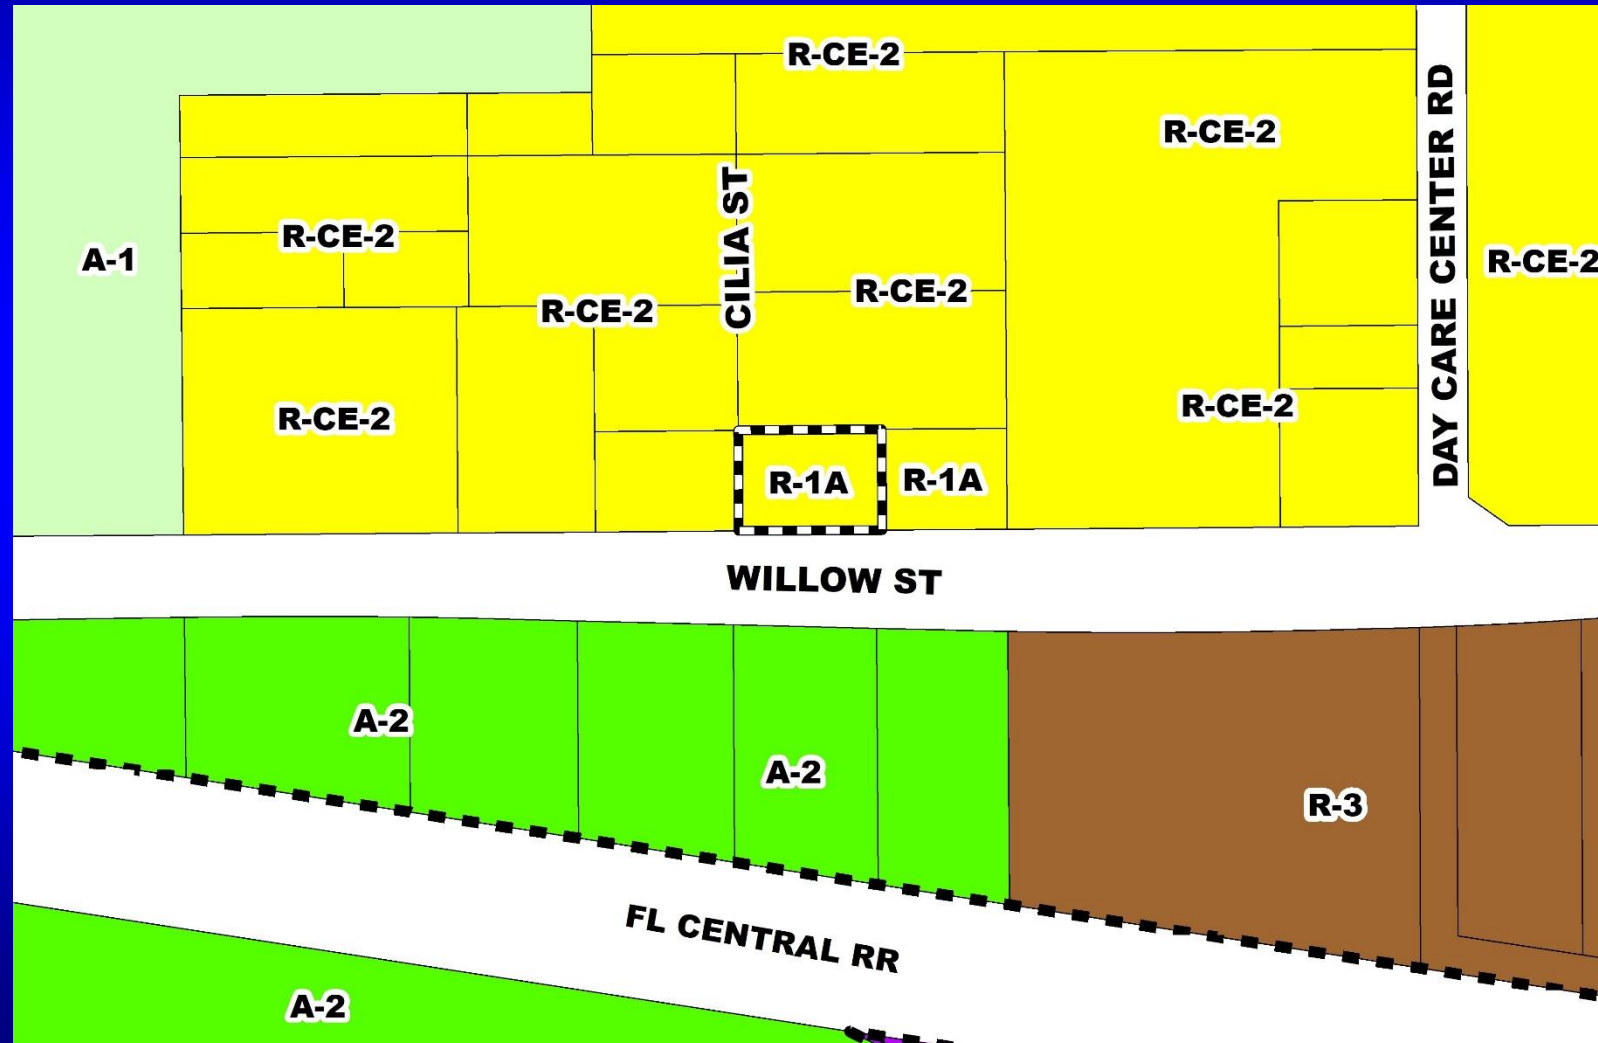 R-CE-2
R-CE-2
R-CE-2
A-1
CILIA ST
DAY CARE CENTER RD
R-CE-2
R-CE-2
R-CE-2
R-CE-2
R-CE-2
R-1A
R-1A
WILLOW ST
A-2
A-2
R-3
FL CENTRAL RR
A-2